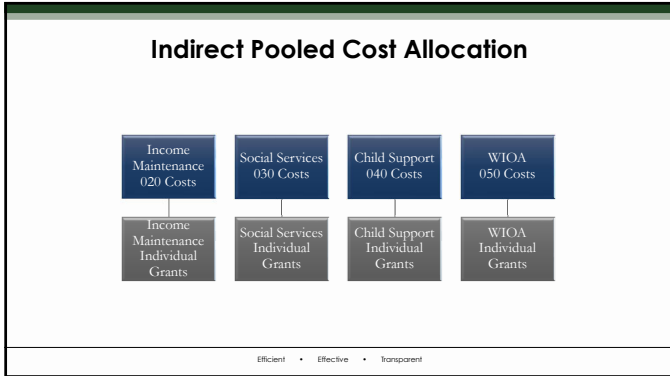 Indirect Pooled Cost Allocation
Income
Maintenance
020 Costs
Social Services
030 Costs
Child Support
040 Costs
WIOA
050 Costs
Income
Maintenance
Individual
Grants
Social Services
Individual
Grants
Child Support
Individual
Grants
WIOA
Individual
Grants
Efficient • Effective • Transparent